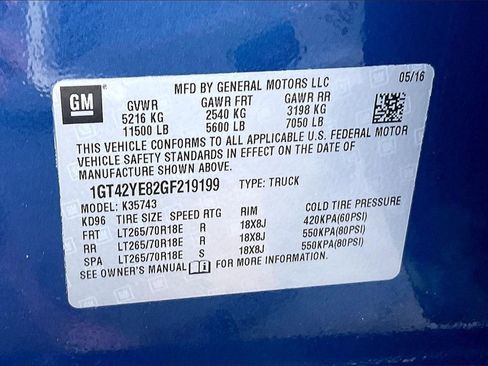 MFD BY GENERAL MOTORS LLC 05/16
GM
GVWR GAWR FRT GAWR RR
5216 KG 2540 KG 3198 KG
11500 LB 5600 LB 7050 LB
THIS VEHICLE CONFORMS TO ALL APPLICABLE U.S. FEDERAL MOTOR
VEHICLE SAFETY STANDARDS IN EFFECT ON THE DATE OF
MANUFACTURE SHOWN ABOVE.
1GT42YE82GF219199 TYPE: TRUCK
MODEL: K35743
KD96 TIRE SIZE SPEED RTG RIM COLD TIRE PRESSURE
FRT LT265/70R18E R 18X8J 420KPA(60PSI)
RR LT265/70R18E R 18X8J 550KPA(80PSI)
SPA LT265/70R18E S 18X8J 550KPA(80PSI)
SEE OWNER'S MANUAL FOR MORE INFORMATION.